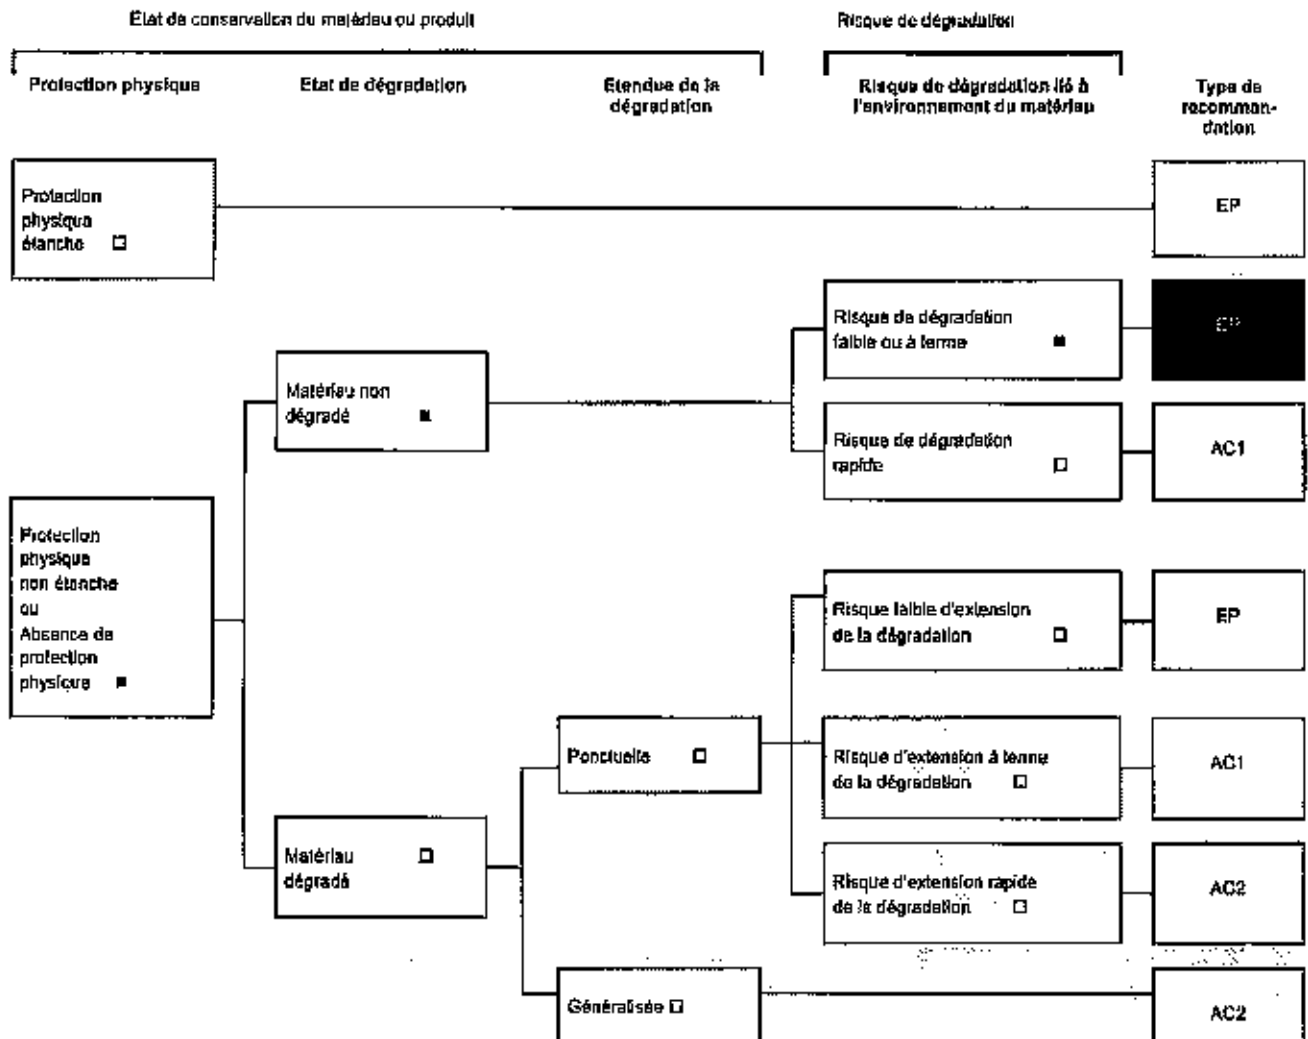 État de conservation du matériau ou produit
Risque de dégradation
Protection physique
Etat de dégradation
Etendue de la
dégradation
Risque de dégradation lié à
l'environnement du matériau
Type de
recomman-
dation
Protection
physique
étanche
EP
Risque de dégradation
faible ou à terme
EP
Matériau non
dégradé
Risque de dégradation
rapide
AC1
Protection
physique
non étanche
ou
Absence de
protection
physique
Risque faible d'extension
de la dégradation
EP
Ponctuelle
Risque d'extension à terme
de la dégradation
AC1
Matériau
dégradé
Risque d'extension rapide
de la dégradation
AC2
Généralisée
AC2